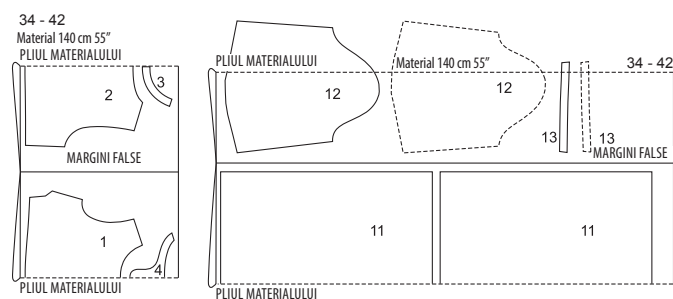 34 - 42
Material 140 cm 55"
PLIUL MATERIALULUI
2
3
MARGINI FALSE
1
4
PLIUL MATERIALULUI
PLIUL MATERIALULUI
Material 140 cm 55"
34 - 42
12
12
13
13
MARGINI FALSE
11
11
PLIUL MATERIALULUI